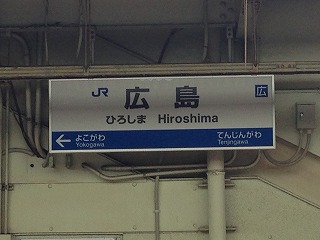 JR 広島 広
ひろしま Hiroshima
← よこがわ てんじんがわ
Yokogawa Tenjingawa